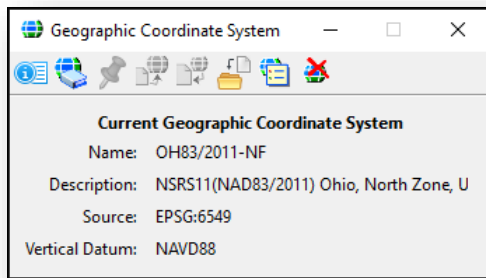 Geographic Coordinate System
Current Geographic Coordinate System
Name: OH83/2011-NF
Description: NSRS11(NAD83/2011) Ohio, North Zone, U
Source: EPSG:6549
Vertical Datum: NAVD88